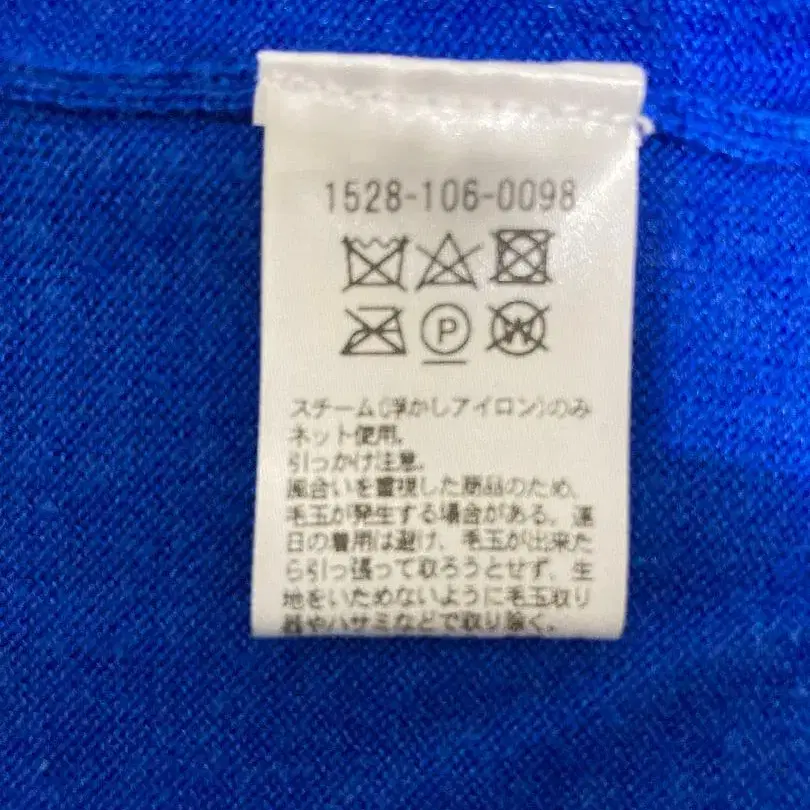 1528-106-0098
P
W
スチーム(浮かしアイロン)のみ
ネット使用。
引っかけ注意。
風合いを重視した商品のため、
毛玉が発生する場合がある。連
日の着用は避け、毛玉が出来た
ら引っ張って取ろうとせず、生
地をいためないように毛玉取り
器やハサミなどで取り除く。